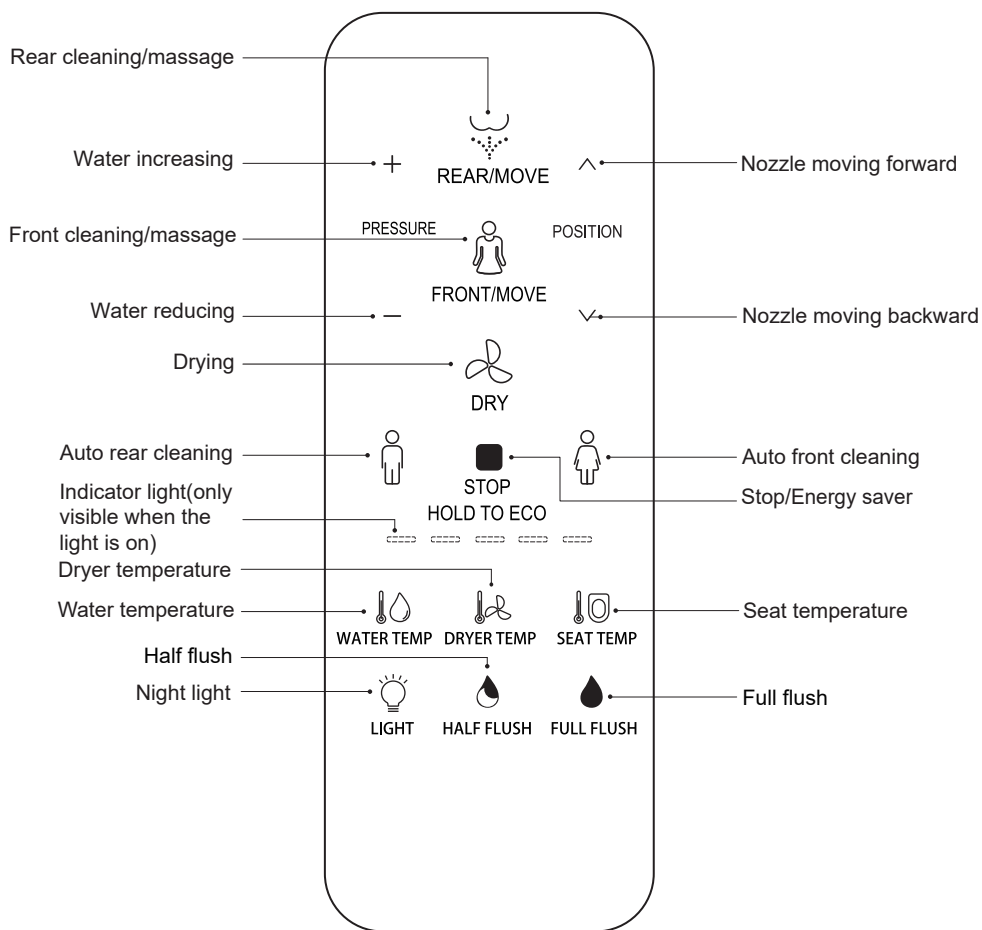 Rear cleaning/massage
Water increasing
REAR/MOVE
Nozzle moving forward
Front cleaning/massage
PRESSURE
POSITION
FRONT/MOVE
Water reducing
Nozzle moving backward
Drying
DRY
Auto rear cleaning
Auto front cleaning
STOP
Stop/Energy saver
HOLD TO ECO
Indicator light(only
visible when the
light is on)
Dryer temperature
Water temperature
Seat temperature
WATER TEMP DRYER TEMP SEAT TEMP
Half flush
Night light
Full flush
LIGHT HALF FLUSH FULL FLUSH